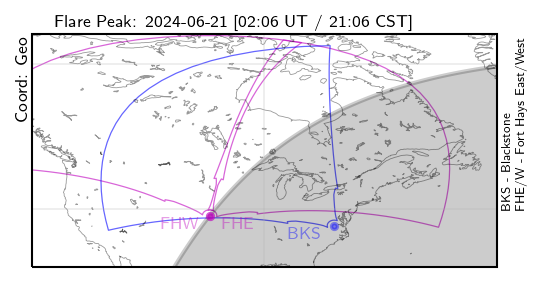 Flare Peak: 2024-06-21 [02:06 UT / 21:06 CST]
Coord: Geo
FHW
FHE
BKS
BKS - Blackstone
FHE/W - Fort Hays East/West